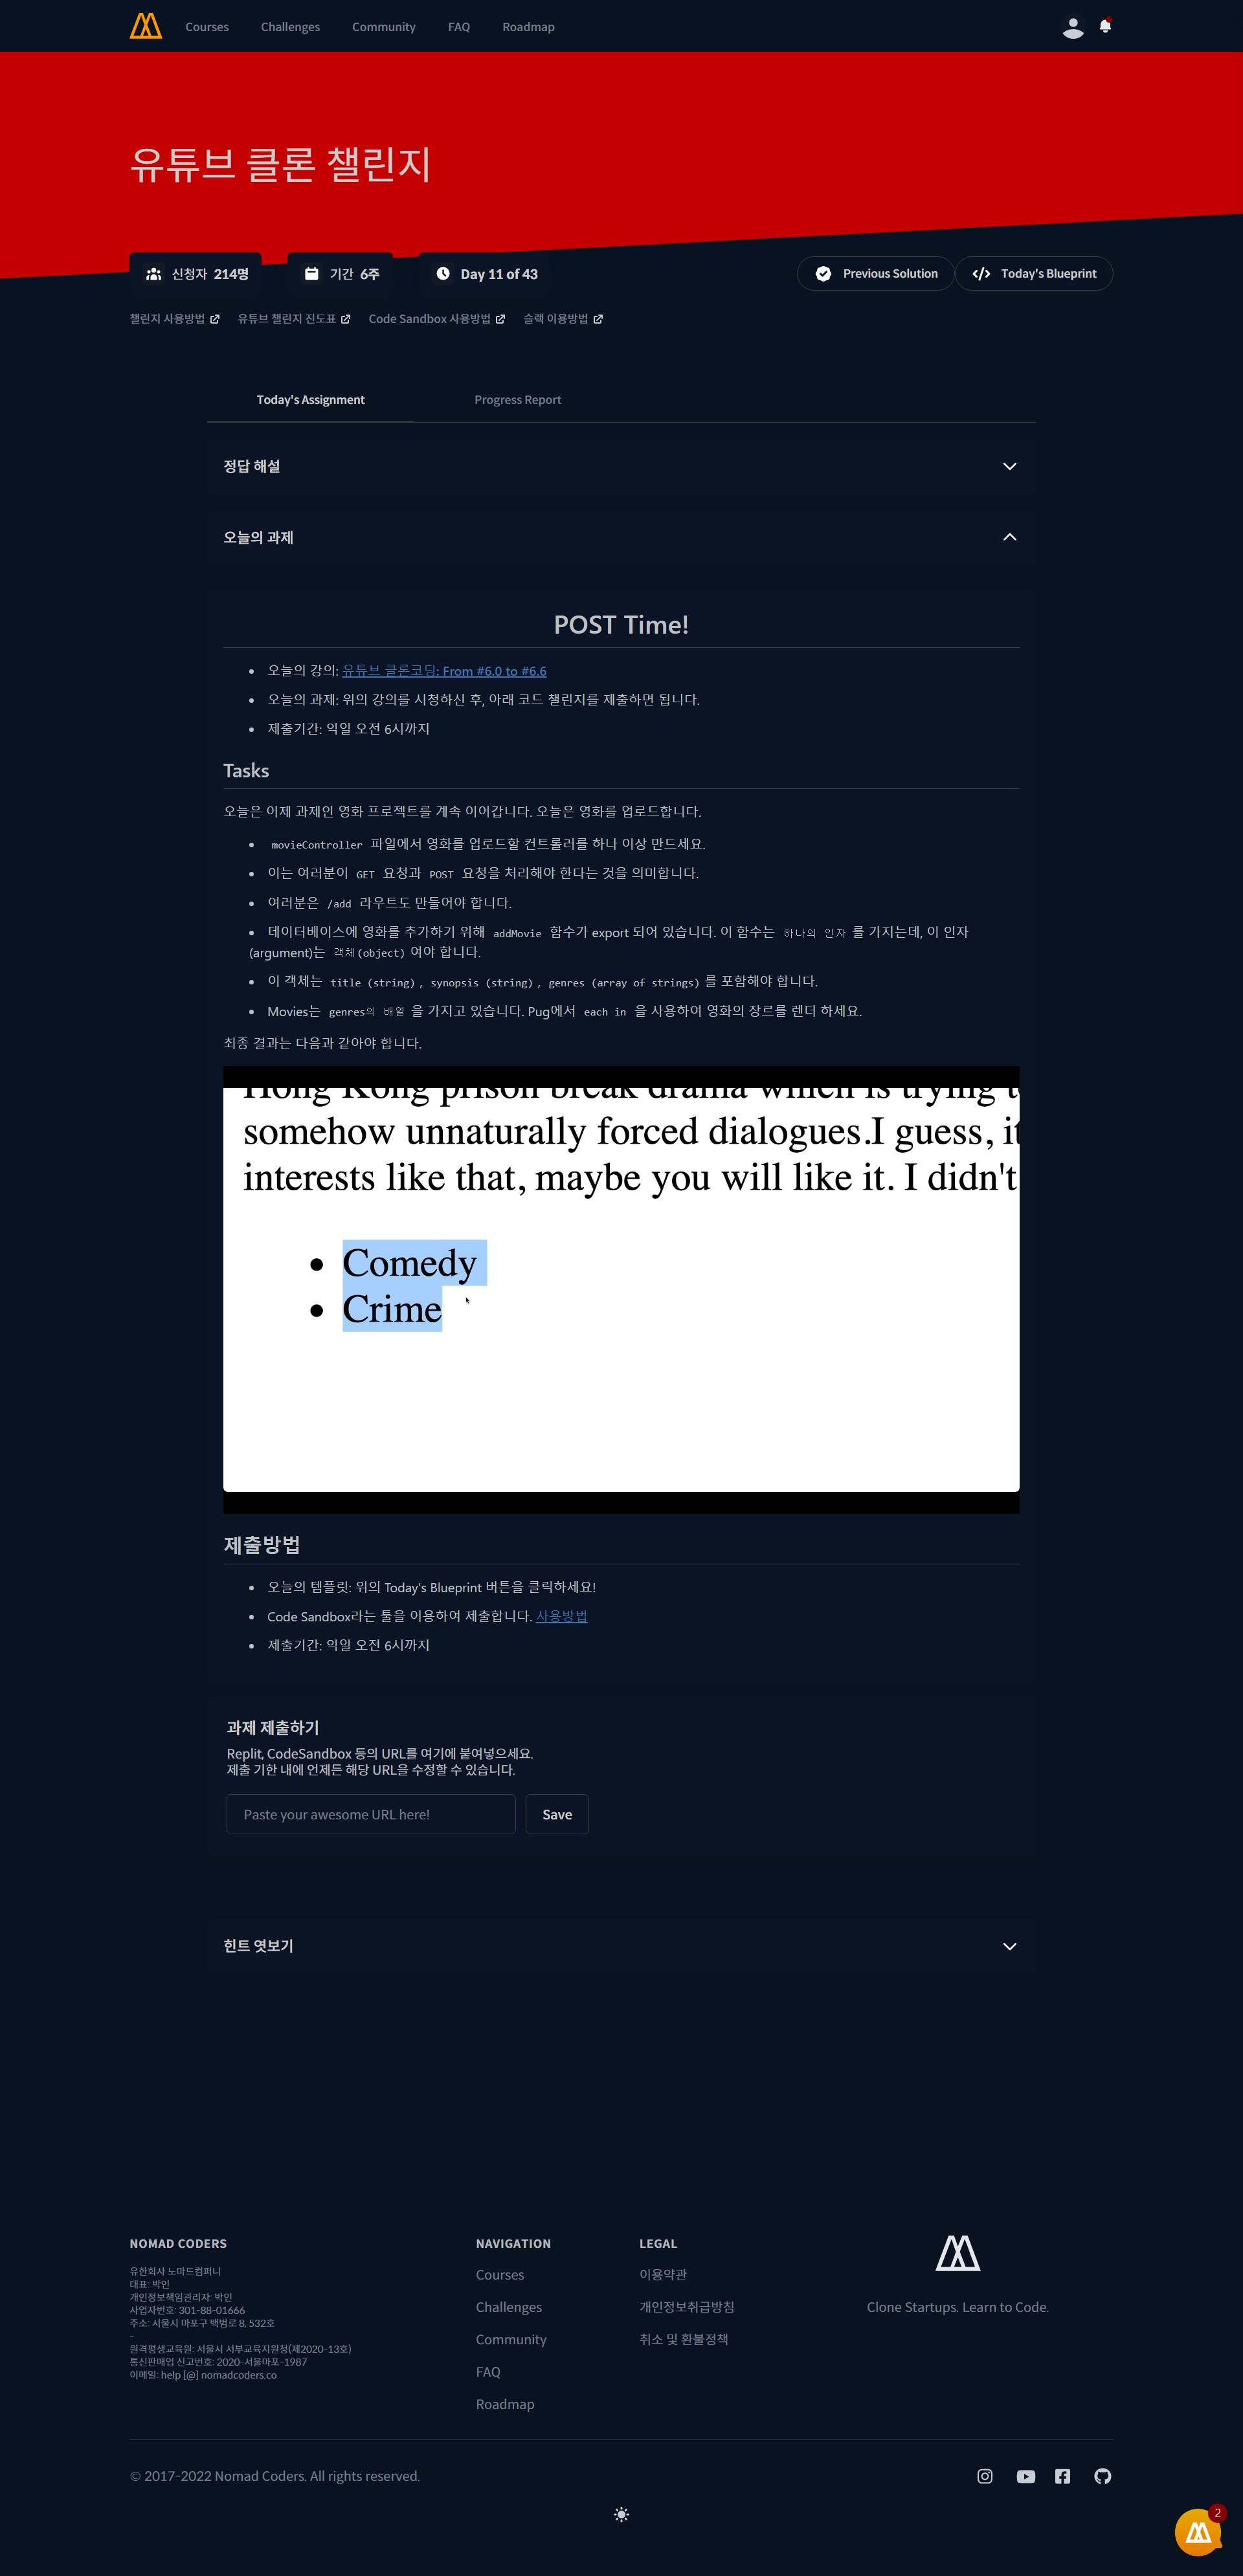 Courses Challenges Community FAQ Roadmap
유튜브 클론 챌린지
신청자 214명 기간 6주 Day 11 of 43 Previous Solution Today's Blueprint
챌린지 사용방법 유튜브 챌린지 진도표 Code Sandbox 사용방법 슬랙 이용방법
Today's Assignment Progress Report
정답 해설
오늘의 과제
POST Time!
오늘의 강의: 유튜브 클론코딩: From #6.0 to #6.6
오늘의 과제: 위의 강의를 시청하신 후, 아래 코드 챌린지를 제출하면 됩니다.
제출기간: 익일 오전 6시까지
Tasks
오늘은 어제 과제인 영화 프로젝트를 계속 이어갑니다. 오늘은 영화를 업로드합니다.
movieController 파일에서 영화를 업로드할 컨트롤러를 하나 이상 만드세요.
이는 여러분이 GET 요청과 POST 요청을 처리해야 한다는 것을 의미합니다.
여러분은 /add 라우트도 만들어야 합니다.
데이터베이스에 영화를 추가하기 위해 addMovie 함수가 export 되어 있습니다. 이 함수는 하나의 인자 를 가지는데, 이 인자
(argument)는 객체(object) 여야 합니다.
이 객체는 title (string) , synopsis (string) , genres (array of strings) 를 포함해야 합니다.
Movies는 genres의 배열 을 가지고 있습니다. Pug에서 each in 을 사용하여 영화의 장르를 렌더 하세요.
최종 결과는 다음과 같아야 합니다.
Hong Kong prison break drama which is trying t
somehow unnaturally forced dialogues.I guess, it
interests like that, maybe you will like it. I didn't
Comedy
Crime
제출방법
오늘의 템플릿: 위의 Today's Blueprint 버튼을 클릭하세요!
Code Sandbox라는 툴을 이용하여 제출합니다. 사용방법
제출기간: 익일 오전 6시까지
과제 제출하기
Replit, CodeSandbox 등의 URL를 여기에 붙여넣으세요.
제출 기한 내에 언제든 해당 URL을 수정할 수 있습니다.
Paste your awesome URL here! Save
힌트 엿보기
NOMAD CODERS
유한회사 노마드컴퍼니
대표: 박인
개인정보책임관리자: 박인
사업자번호: 301-88-01666
주소: 서울시 마포구 백범로 8, 532호
-
원격평생교육원: 서울시 서부교육지원청(제2020-13호)
통신판매업 신고번호: 2020-서울마포-1987
이메일: help [@] nomadcoders.co
NAVIGATION
Courses
Challenges
Community
FAQ
Roadmap
LEGAL
이용약관
개인정보취급방침
취소 및 환불정책
Clone Startups. Learn to Code.
© 2017-2022 Nomad Coders. All rights reserved.
2